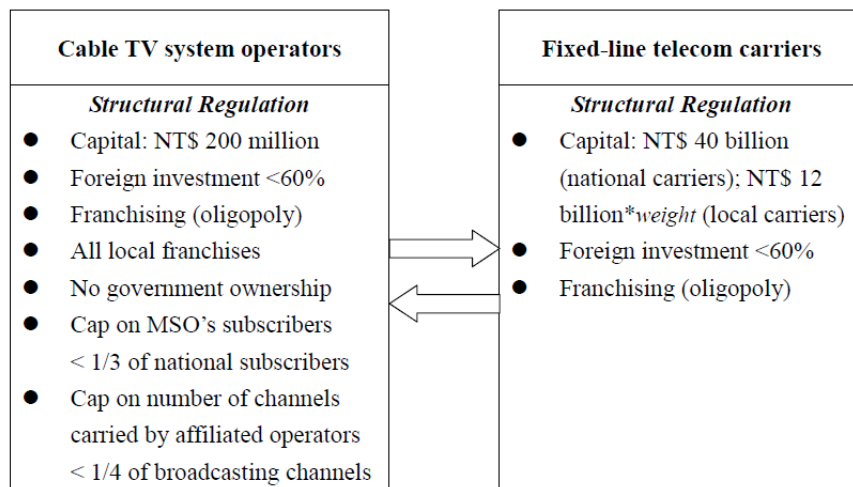 Cable TV system operators
Structural Regulation
● Capital: NT$ 200 million
● Foreign investment <60%
● Franchising (oligopoly)
● All local franchises
● No government ownership
● Cap on MSO’s subscribers
< 1/3 of national subscribers
● Cap on number of channels
carried by affiliated operators
< 1/4 of broadcasting channels
Fixed-line telecom carriers
Structural Regulation
● Capital: NT$ 40 billion
(national carriers); NT$ 12
billion*weight (local carriers)
● Foreign investment <60%
● Franchising (oligopoly)